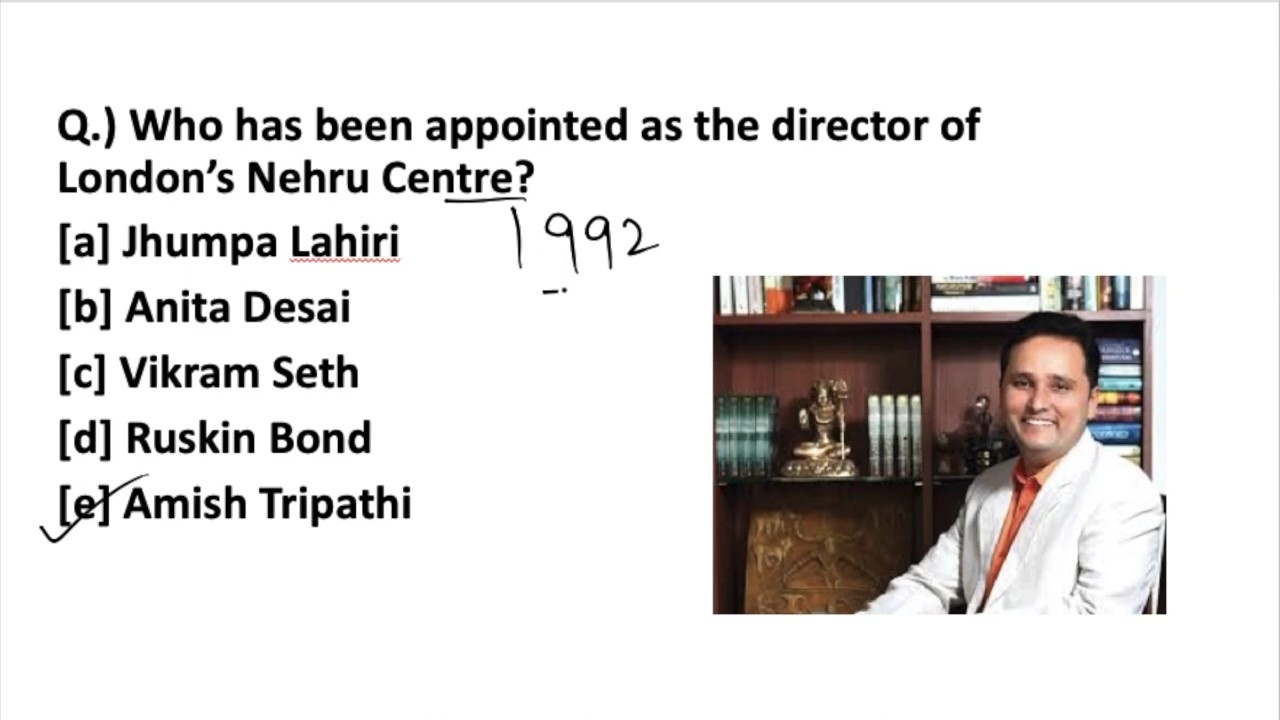 Q.) Who has been appointed as the director of
London’s Nehru Centre?
[a] Jhumpa Lahiri
1992
[b] Anita Desai
[c] Vikram Seth
[d] Ruskin Bond
[e] Amish Tripathi